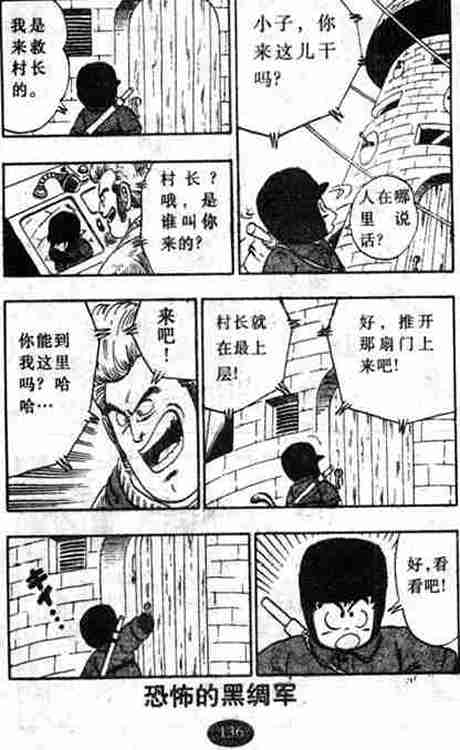 小子，你
来这儿干
吗？
人在哪
里说
话？
我是
来救
村长
的。
村长？
哦，是
谁叫你
来的？
好，推开
那扇门上
来吧！
村长就
在最上
层！
来吧！
你能到
我这里
吗？哈
哈…
好，看
看吧！
キィ…
恐怖的黑绸军
136